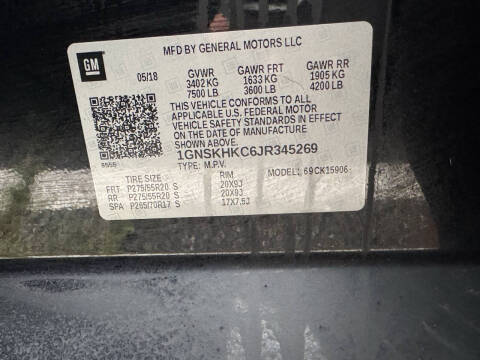 MFD BY GENERAL MOTORS LLC
GM
05/18 GVWR GAWR FRT GAWR RR
3402 KG 1633 KG 1905 KG
7500 LB 3600 LB 4200 LB
THIS VEHICLE CONFORMS TO ALL
APPLICABLE U.S. FEDERAL MOTOR
VEHICLE SAFETY STANDARDS IN EFFECT
ON THE DATE OF MANUFACTURE SHOWN ABOVE.
1GNSKHKC6JR345269
TYPE: M.P.V. MODEL: 69CK15906
TIRE SIZE RIM
FRT P275/55R20 S 20X9J
RR P275/55R20 S 20X9J
SPA P265/70R17 S 17X7.5J